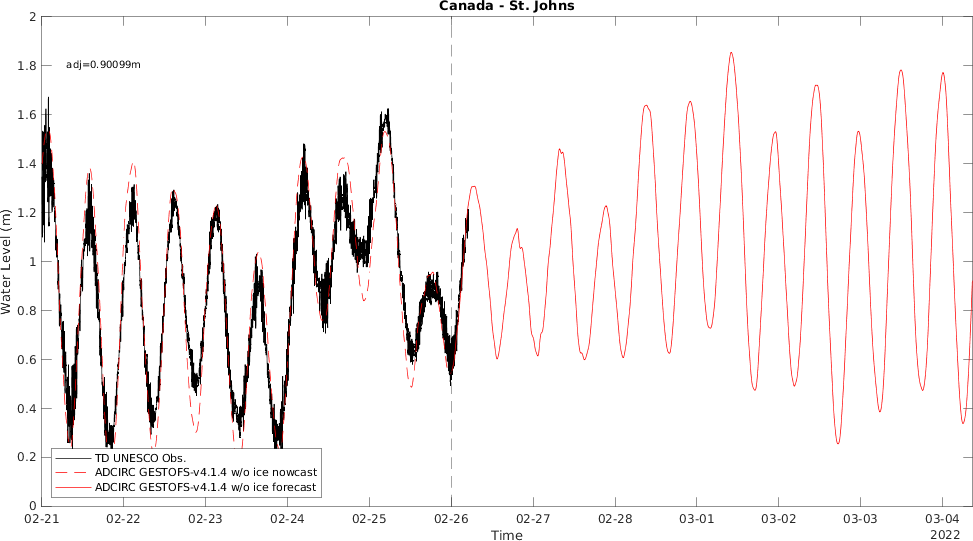 Canada - St. Johns
2
1.8
1.6
1.4
1.2
1
0.8
0.6
0.4
0.2
0
Water Level (m)
adj=0.90099m
TD UNESCO Obs.
ADCIRC GESTOFS-v4.1.4 w/o ice nowcast
ADCIRC GESTOFS-v4.1.4 w/o ice forecast
02-21 02-22 02-23 02-24 02-25 02-26 02-27 02-28 03-01 03-02 03-03 03-04
Time
2022